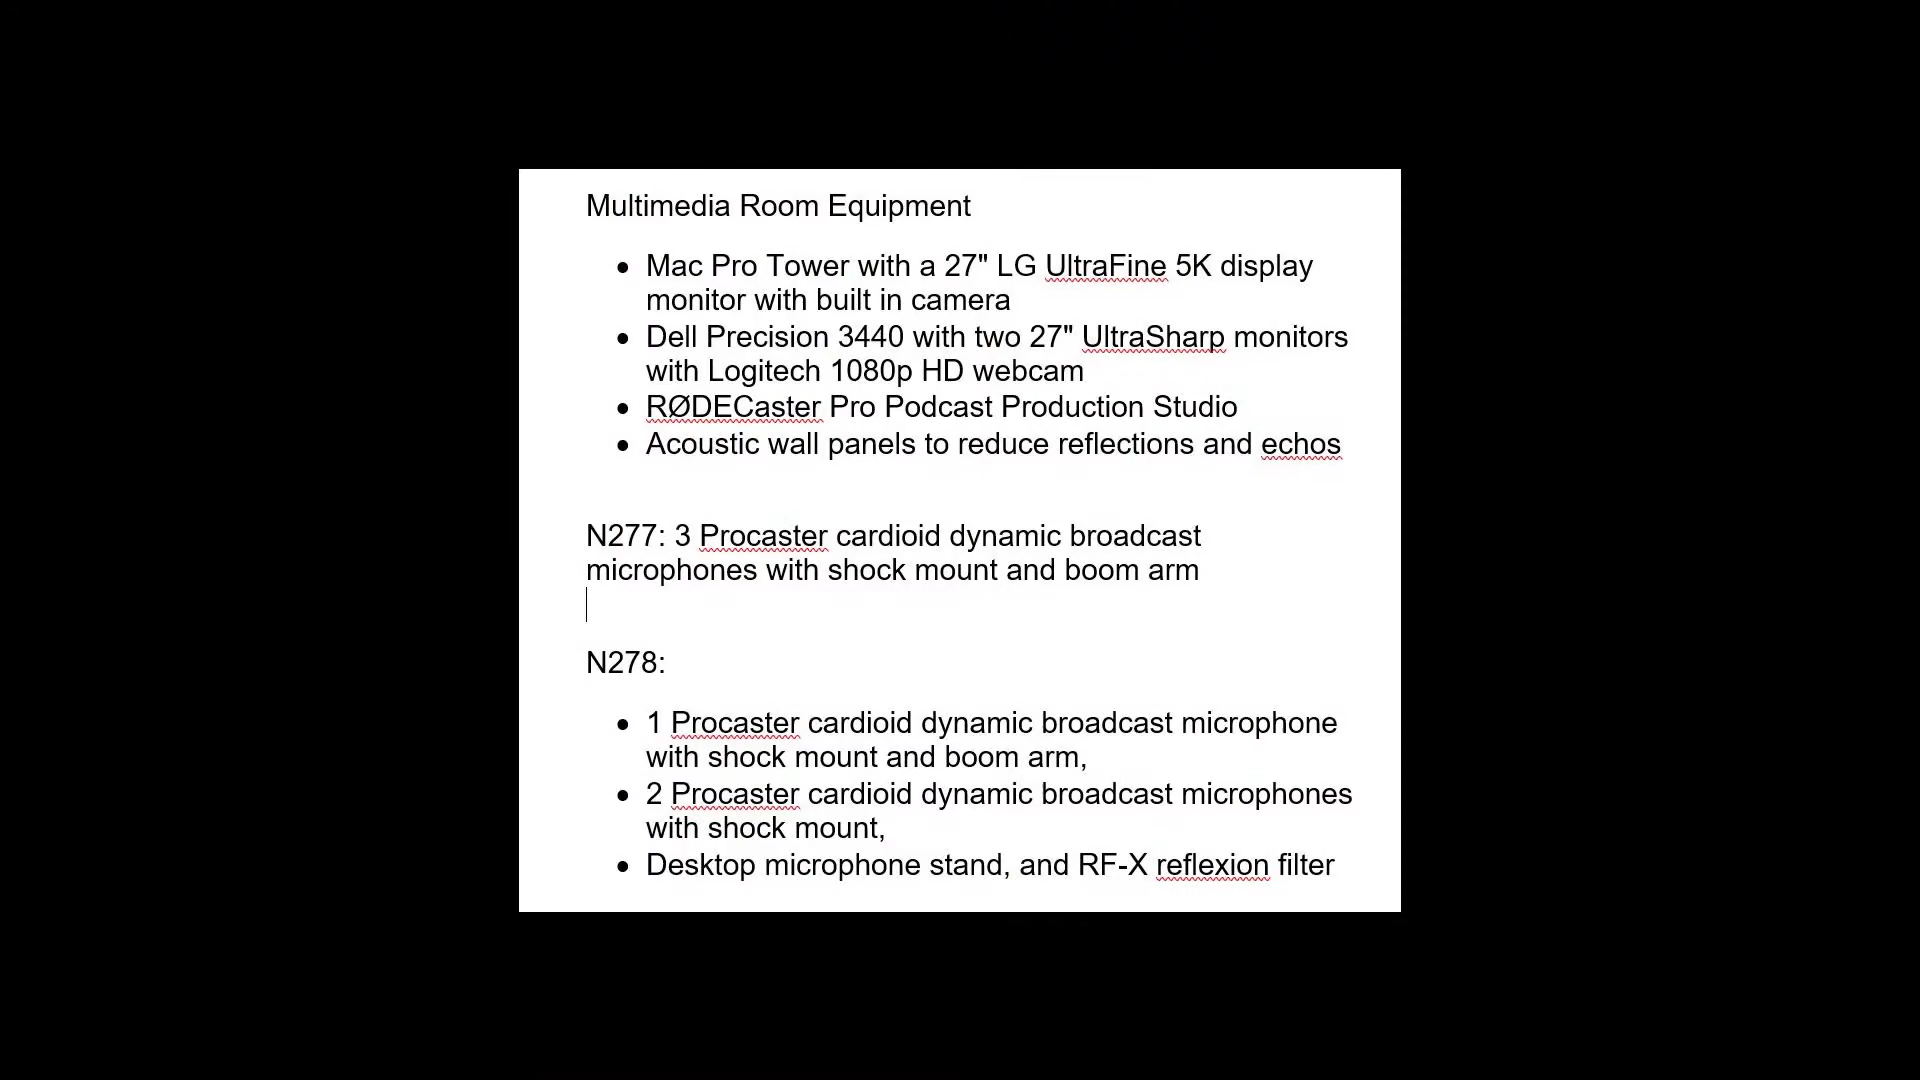 Multimedia Room Equipment
• Mac Pro Tower with a 27" LG UltraFine 5K display
monitor with built in camera
• Dell Precision 3440 with two 27" UltraSharp monitors
with Logitech 1080p HD webcam
• RØDECaster Pro Podcast Production Studio
• Acoustic wall panels to reduce reflections and echos
N277: 3 Procaster cardioid dynamic broadcast
microphones with shock mount and boom arm
N278:
• 1 Procaster cardioid dynamic broadcast microphone
with shock mount and boom arm,
• 2 Procaster cardioid dynamic broadcast microphones
with shock mount,
• Desktop microphone stand, and RF-X reflexion filter